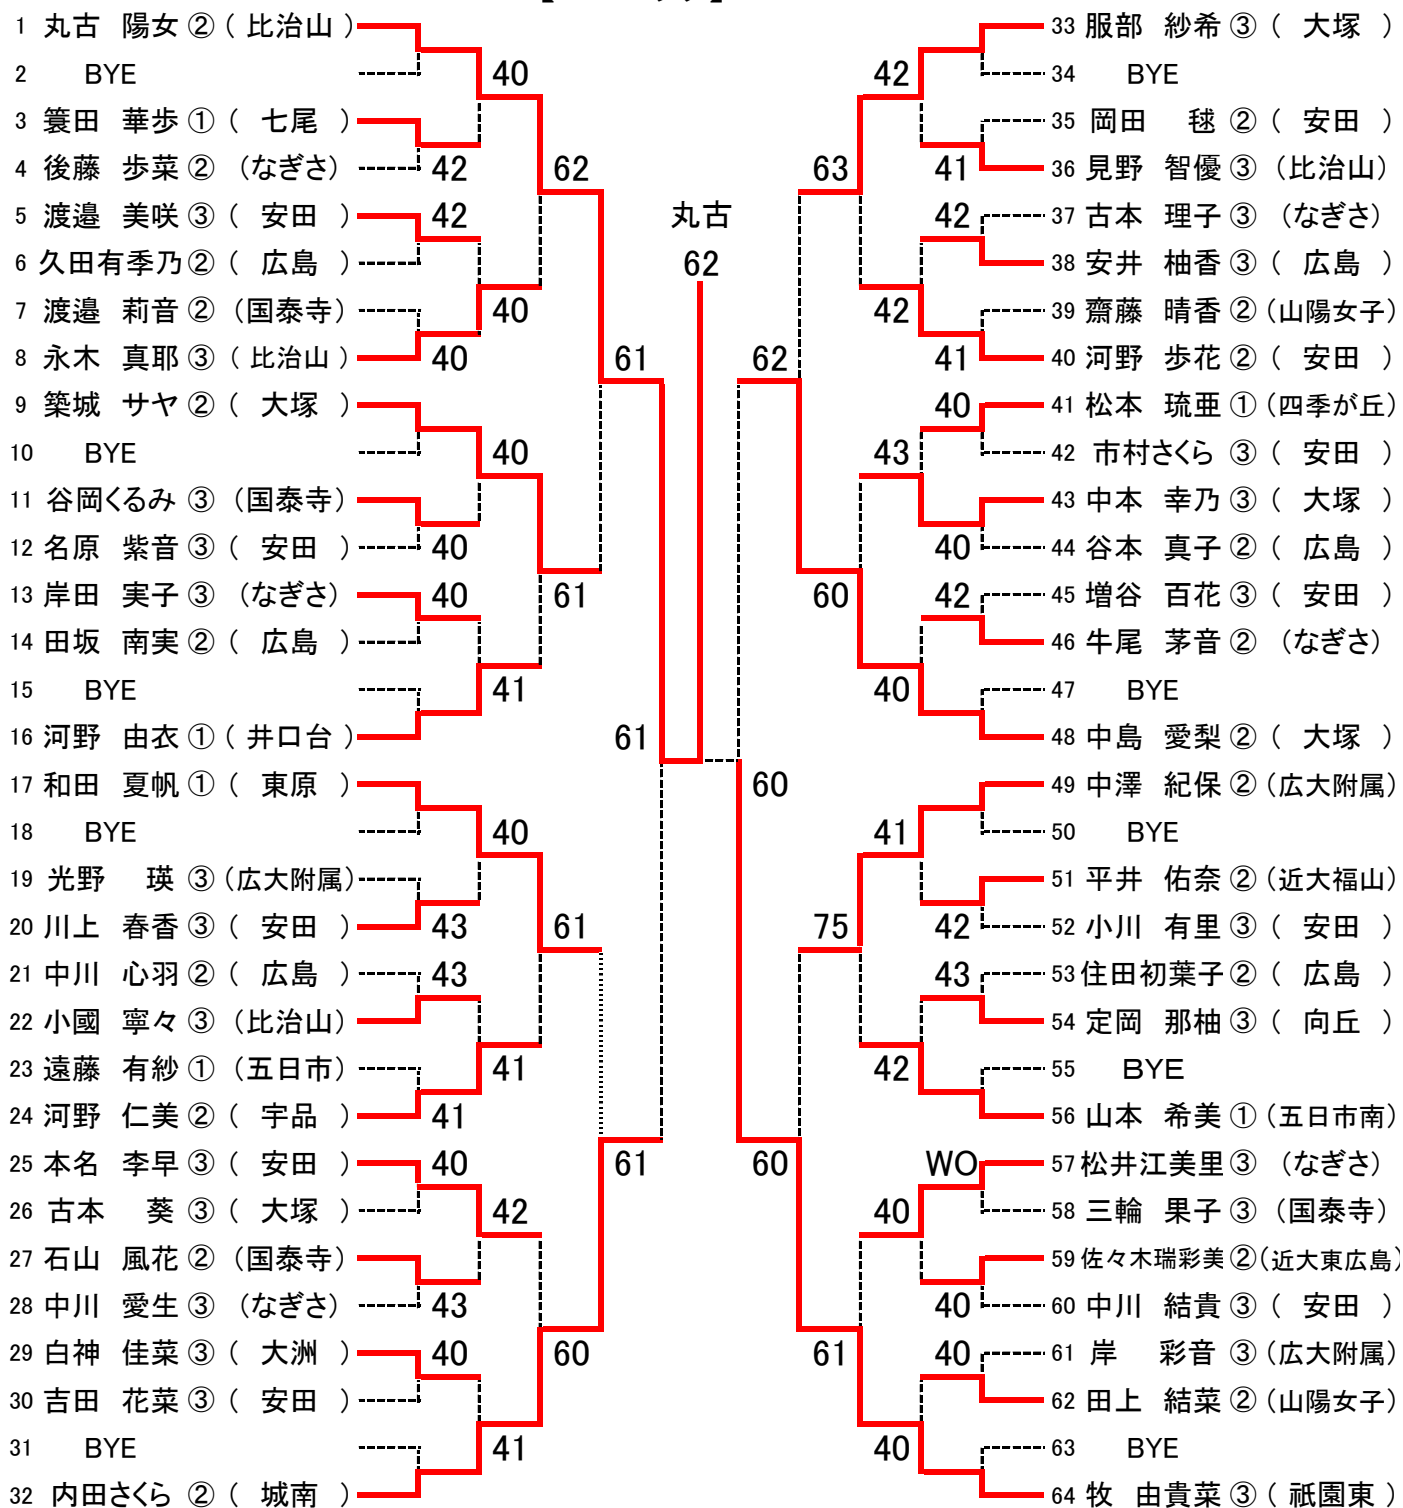 1 丸古 陽女 ② ( 比治山 )
2 BYE
3 簑田 華歩 ① ( 七尾 )
4 後藤 歩菜 ② (なぎさ)
5 渡邉 美咲 ③ ( 安田 )
6 久田有季乃 ② ( 広島 )
7 渡邉 莉音 ② (国泰寺)
8 永木 真耶 ③ ( 比治山 )
9 築城 サヤ ② ( 大塚 )
10 BYE
11 谷岡くるみ ③ (国泰寺)
12 名原 紫音 ③ ( 安田 )
13 岸田 実子 ③ (なぎさ)
14 田坂 南実 ② ( 広島 )
15 BYE
16 河野 由衣 ① ( 井口台 )
17 和田 夏帆 ① ( 東原 )
18 BYE
19 光野 瑛 ③ (広大附属)
20 川上 春香 ③ ( 安田 )
21 中川 心羽 ② ( 広島 )
22 小國 寧々 ③ (比治山)
23 遠藤 有紗 ① (五日市)
24 河野 仁美 ② ( 宇品 )
25 本名 李早 ③ ( 安田 )
26 古本 葵 ③ ( 大塚 )
27 石山 風花 ② (国泰寺)
28 中川 愛生 ③ (なぎさ)
29 白神 佳菜 ③ ( 大洲 )
30 吉田 花菜 ③ ( 安田 )
31 BYE
32 内田さくら ② ( 城南 )
42
42
40
40
40
43
43
41
40
43
40
40
40
40
41
40
41
42
41
62
61
61
60
61
61
61
丸古
62
60
62
60
63
60
75
61
42
42
43
40
41
42
40
40
41
42
41
40
40
42
42
43
WO
40
40
33 服部 紗希 ③ ( 大塚 )
34 BYE
35 岡田 毬 ② ( 安田 )
36 見野 智優 ③ (比治山)
37 古本 理子 ③ (なぎさ)
38 安井 柚香 ③ ( 広島 )
39 齋藤 晴香 ② (山陽女子)
40 河野 歩花 ② ( 安田 )
41 松本 琉亜 ① (四季が丘)
42 市村さくら ③ ( 安田 )
43 中本 幸乃 ③ ( 大塚 )
44 谷本 真子 ② ( 広島 )
45 増谷 百花 ③ ( 安田 )
46 牛尾 茅音 ② (なぎさ)
47 BYE
48 中島 愛梨 ② ( 大塚 )
49 中澤 紀保 ② (広大附属)
50 BYE
51 平井 佑奈 ② (近大福山)
52 小川 有里 ③ ( 安田 )
53 住田初葉子 ② ( 広島 )
54 定岡 那柚 ③ ( 向丘 )
55 BYE
56 山本 希美 ① (五日市南)
57 松井江美里 ③ (なぎさ)
58 三輪 果子 ③ (国泰寺)
59 佐々木瑞彩美 ② (近大東広島)
60 中川 結貴 ③ ( 安田 )
61 岸 彩音 ③ (広大附属)
62 田上 結菜 ② (山陽女子)
63 BYE
64 牧 由貴菜 ③ ( 祇園東 )